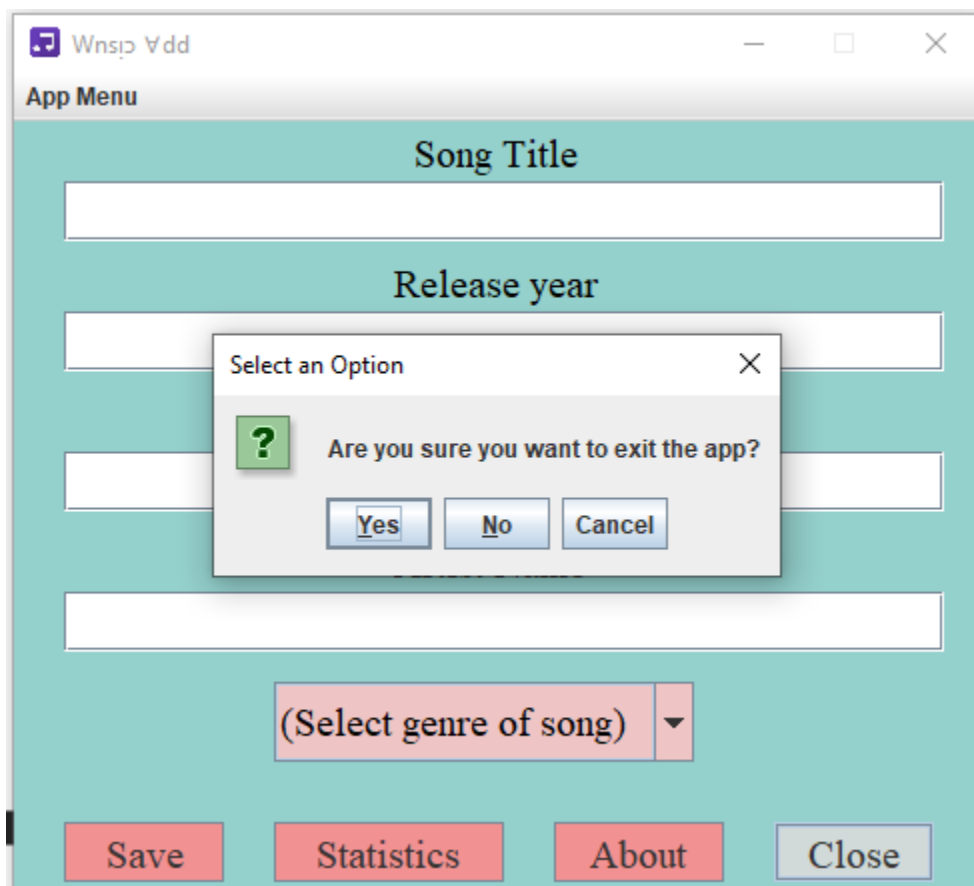 Wnsıɔ ∀dd
App Menu
Song Title
Release year
Select an Option
?
Are you sure you want to exit the app?
Yes No Cancel
(Select genre of song)
Save Statistics About Close